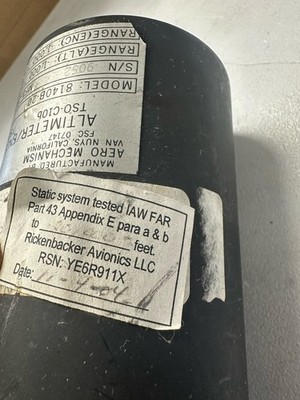 MANUFACTURED BY
AERO MECHANISM
VAN NUYS, CALIFORNIA
FSC 07147
ALTIMETER/
TSO-C10b
MODEL: 8140B.
S/N
RANGE(ALT):
RANGE(ENC):
Static system tested IAW FAR
Part 43 Appendix E para a & b
to feet.
Rickenbacker Avionics LLC
RSN: YE6R911X
Date: